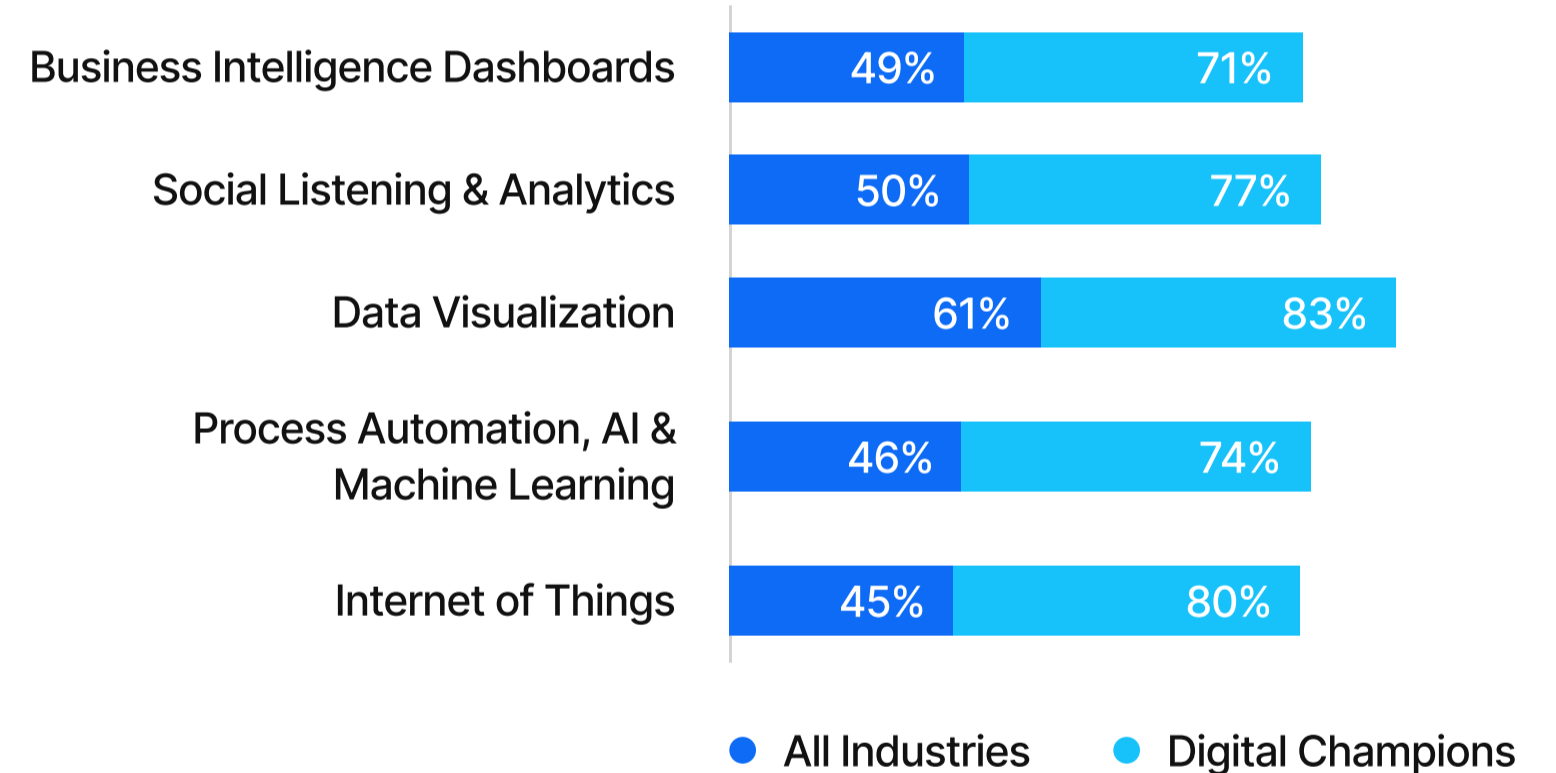 Business Intelligence Dashboards 49% 71%
Social Listening & Analytics 50% 77%
Data Visualization 61% 83%
Process Automation, AI &
Machine Learning 46% 74%
Internet of Things 45% 80%
All Industries Digital Champions